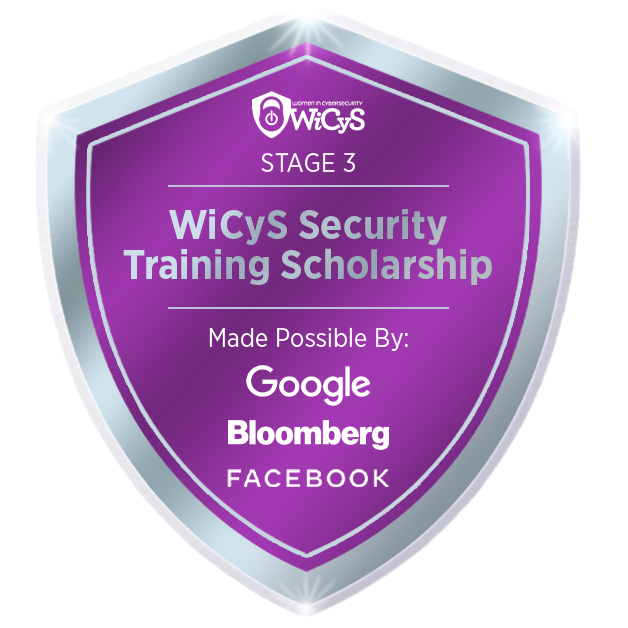 WOMEN IN CYBERSECURITY
WiCyS
STAGE 3
WiCyS Security
Training Scholarship
Made Possible By:
Google
Bloomberg
FACEBOOK